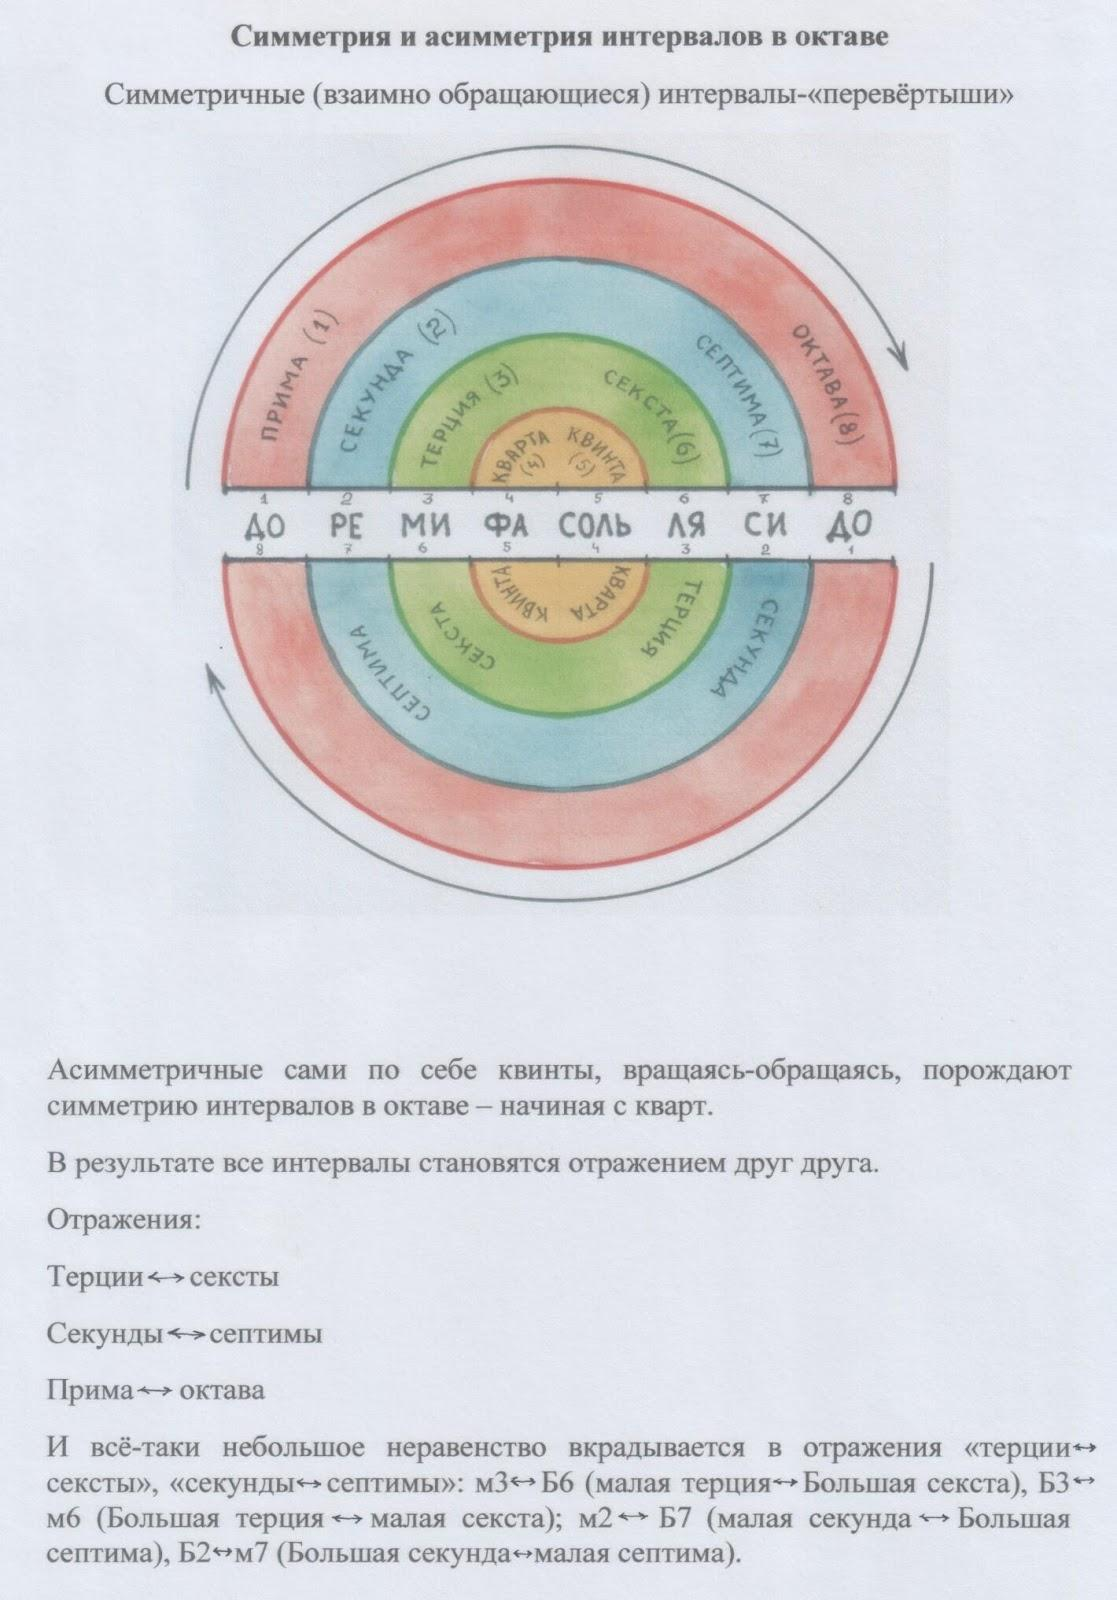 Симметрия и асимметрия интервалов в октаве
Симметричные (взаимно обращающиеся) интервалы-«перевёртыши»
ПРИМА (1)
СЕКУНДА (2)
ТЕРЦИЯ (3)
КВАРТА (4)
КВИНТА (5)
СЕКСТА (6)
СЕПТИМА (7)
ОКТАВА (8)
1 2 3 4 5 6 7 8
ДО РЕ МИ ФА СОЛЬ ЛЯ СИ ДО
8 7 6 5 4 3 2 1
СЕПТИМА
СЕКСТА
КВИНТА
КВАРТА
ТЕРЦИЯ
СЕКУНДА
Асимметричные сами по себе квинты, вращаясь-обращаясь, порождают
симметрию интервалов в октаве – начиная с кварт.
В результате все интервалы становятся отражением друг друга.
Отражения:
Терции↔сексты
Секунды↔септимы
Прима↔октава
И всё-таки небольшое неравенство вкрадывается в отражения «терции↔
сексты», «секунды↔септимы»: м3↔Б6 (малая терция↔Большая секста), Б3↔
м6 (Большая терция↔малая секста); м2↔ Б7 (малая секунда↔Большая
септима), Б2↔м7 (Большая секунда↔малая септима).